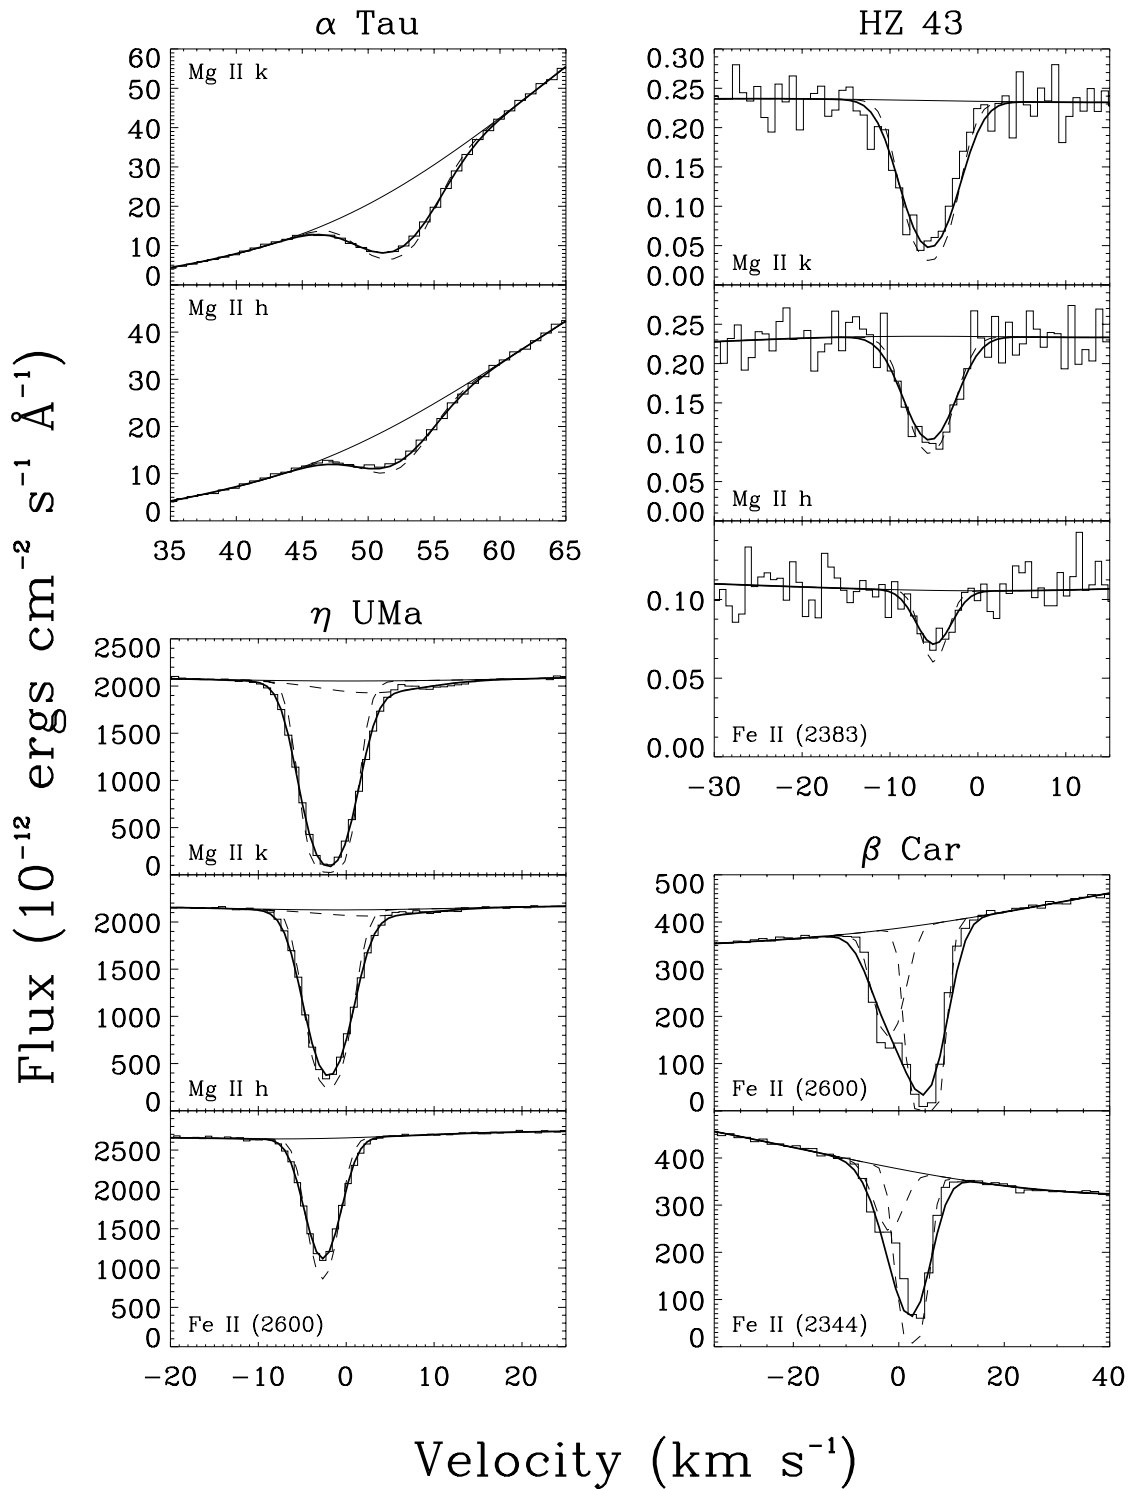 α Tau
Mg II k
60
50
40
30
20
10
0
Mg II h
40
30
20
10
0
35 40 45 50 55 60 65
η UMa
2500
2000
1500
1000
500
0
Mg II k
2000
1500
1000
500
0
Mg II h
2500
2000
1500
1000
500
0
Fe II (2600)
-20 -10 0 10 20
HZ 43
0.30
0.25
0.20
0.15
0.10
0.05
0.00
Mg II k
0.25
0.20
0.15
0.10
0.05
0.00
Mg II h
0.10
0.05
0.00
Fe II (2383)
-30 -20 -10 0 10
β Car
500
400
300
200
100
0
Fe II (2600)
400
300
200
100
0
Fe II (2344)
-20 0 20 40
Flux (10⁻¹² ergs cm⁻² s⁻¹ Å⁻¹)
Velocity (km s⁻¹)